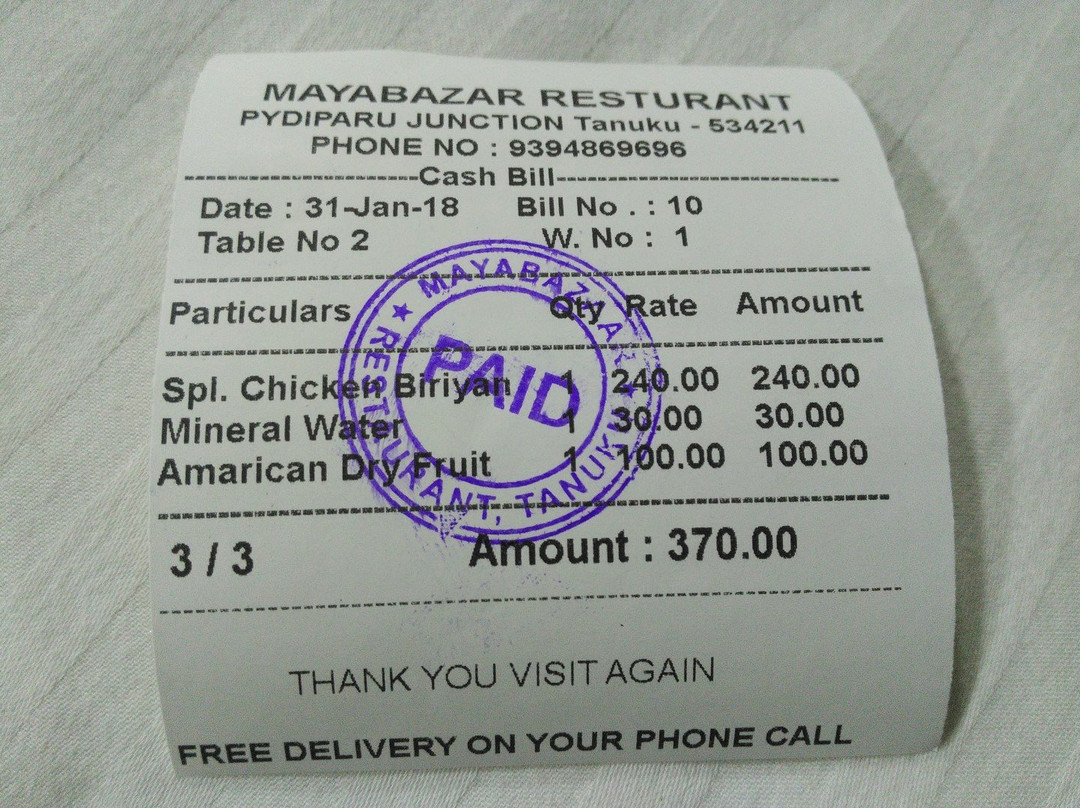 MAYABAZAR RESTURANT
PYDIPARU JUNCTION Tanuku - 534211
PHONE NO : 9394869696
------------------Cash Bill------------------
Date : 31-Jan-18 Bill No . : 10
Table No 2 W. No : 1
Particulars Qty Rate Amount
Spl. Chicken Biriyan 1 240.00 240.00
Mineral Water 1 30.00 30.00
Amarican Dry Fruit 1 100.00 100.00
3 / 3 Amount : 370.00
THANK YOU VISIT AGAIN
FREE DELIVERY ON YOUR PHONE CALL
★ MAYABAZAAR ★
RESTAURANT, TANUKU
PAID